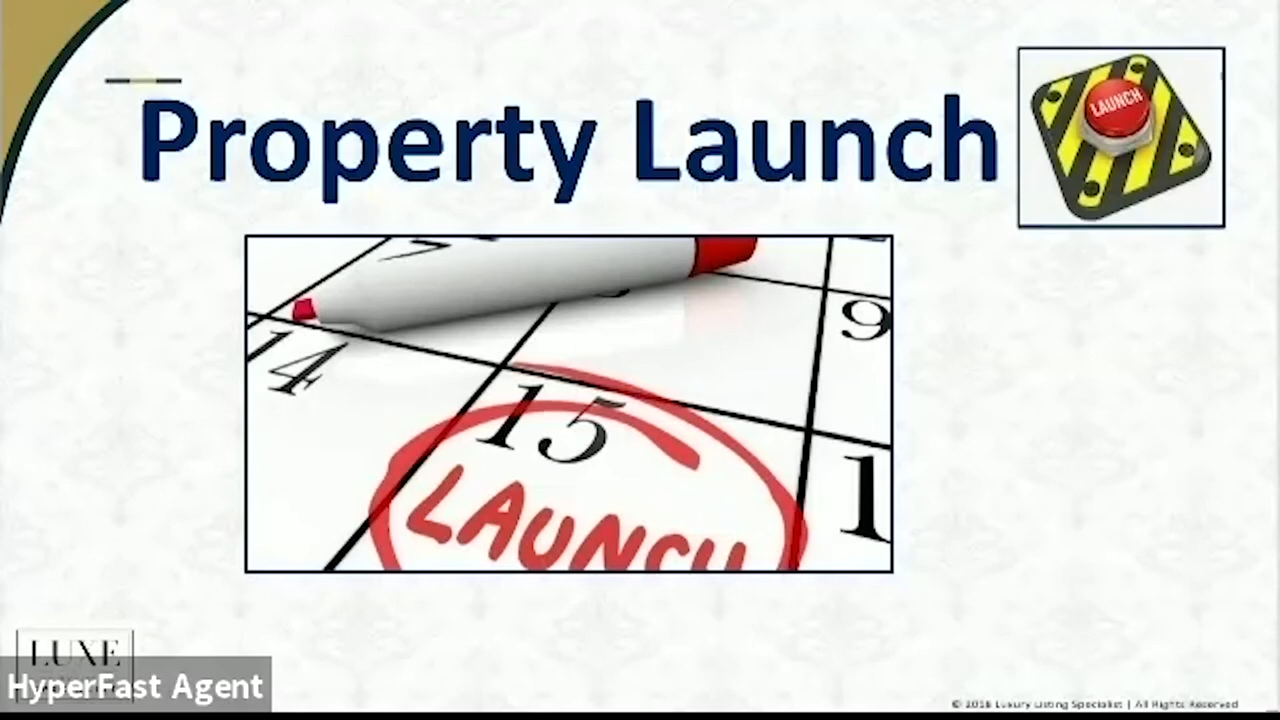 Property Launch
LAUNCH
7
9
14
15
1
LAUNCH
LUXE
HyperFast Agent
© 2016 Luxury Listing Specialist | All Rights Reserved